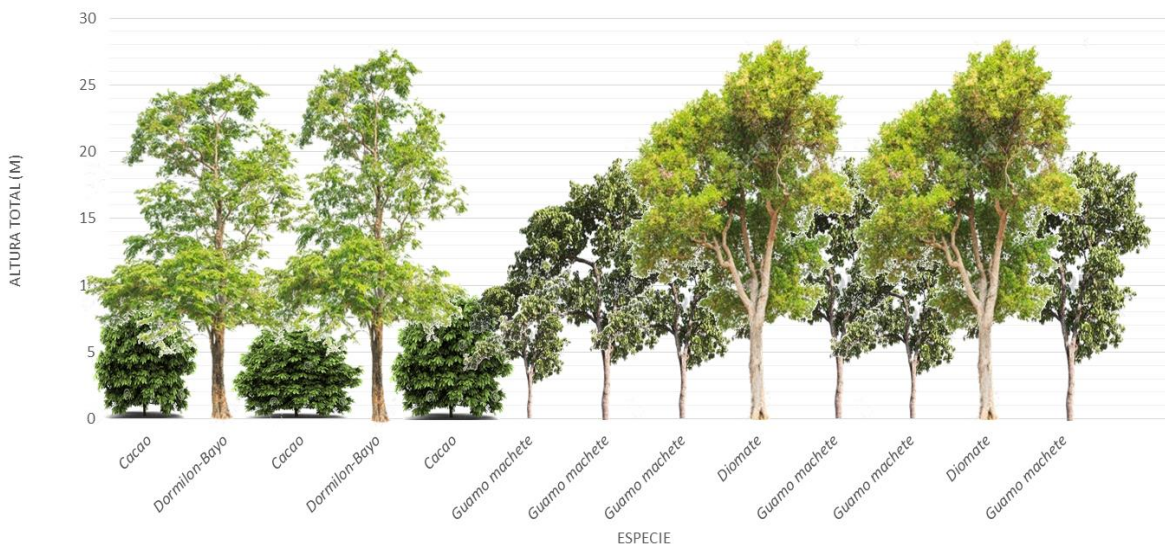 30
25
20
15
10
5
0
ALTURA TOTAL (M)
Cacao
Dormilon-Bayo
Cacao
Dormilon-Bayo
Cacao
Guamo machete
Guamo machete
Guamo machete
Diomate
Guamo machete
Guamo machete
Diomate
Guamo machete
ESPECIE